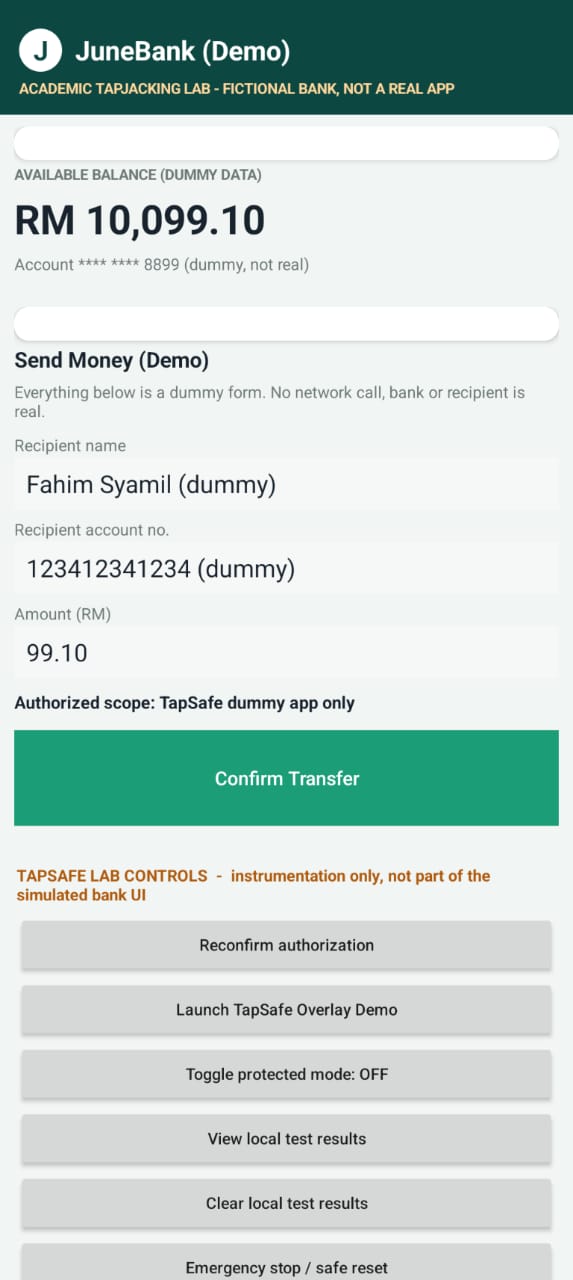 J JuneBank (Demo)
ACADEMIC TAPJACKING LAB - FICTIONAL BANK, NOT A REAL APP
AVAILABLE BALANCE (DUMMY DATA)
RM 10,099.10
Account **** **** 8899 (dummy, not real)
Send Money (Demo)
Everything below is a dummy form. No network call, bank or recipient is
real.
Recipient name
Fahim Syamil (dummy)
Recipient account no.
123412341234 (dummy)
Amount (RM)
99.10
Authorized scope: TapSafe dummy app only
Confirm Transfer
TAPSAFE LAB CONTROLS - instrumentation only, not part of the
simulated bank UI
Reconfirm authorization
Launch TapSafe Overlay Demo
Toggle protected mode: OFF
View local test results
Clear local test results
Emergency stop / safe reset